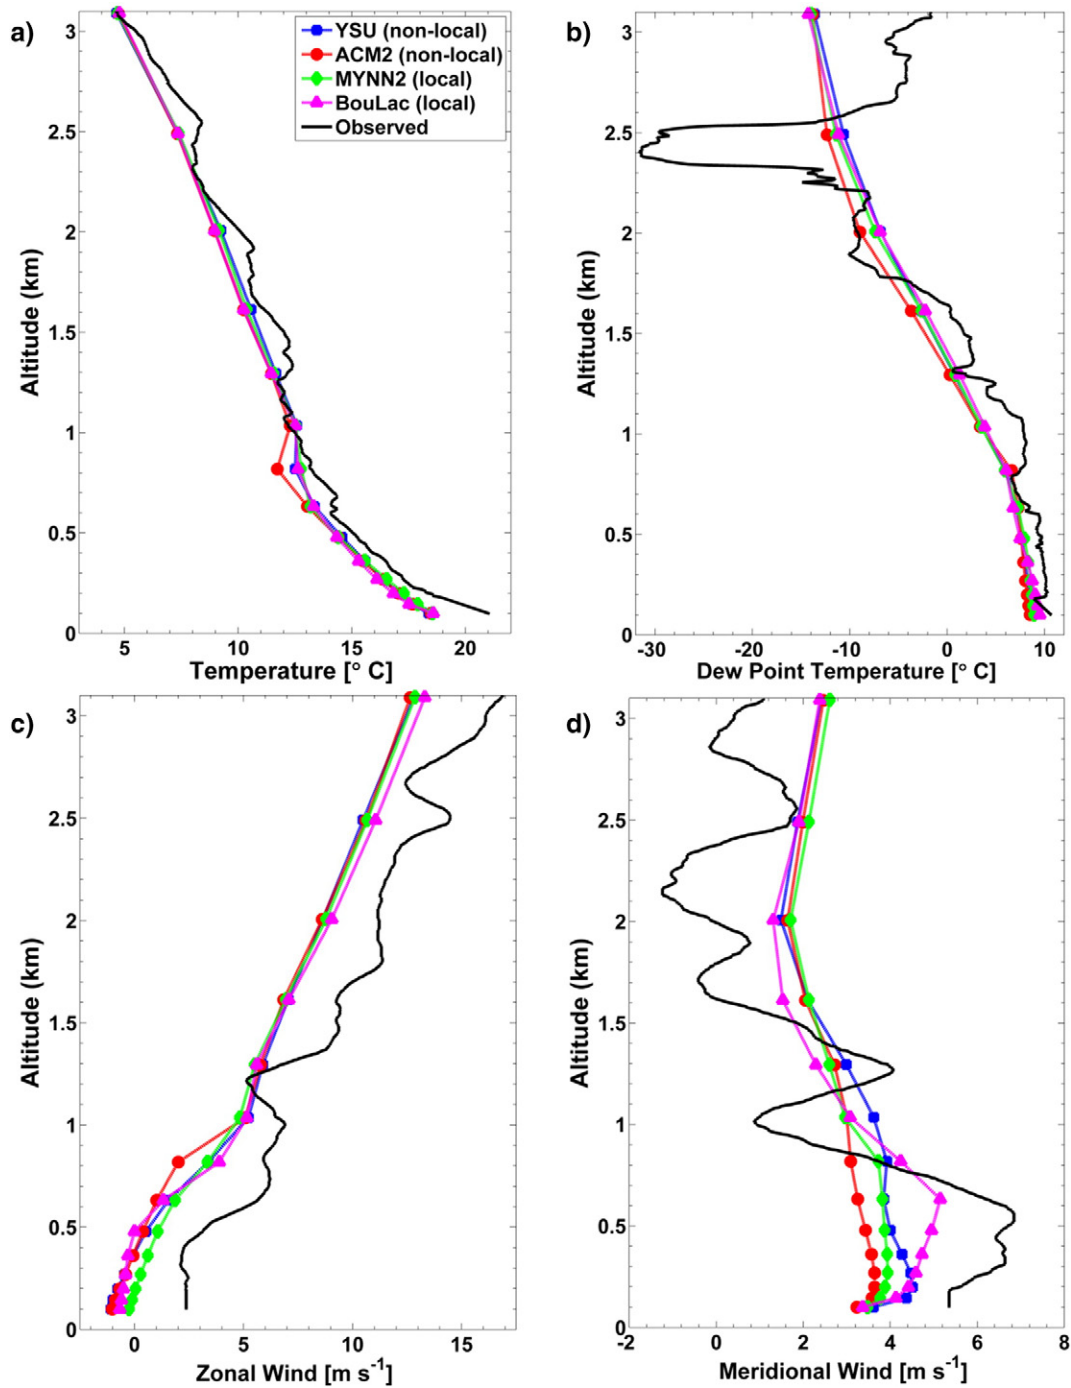 a)
YSU (non-local)
ACM2 (non-local)
MYNN2 (local)
BouLac (local)
Observed
3
2.5
2
1.5
1
0.5
0
Altitude (km)
5 10 15 20
Temperature [° C]
b)
3
2.5
2
1.5
1
0.5
0
Altitude (km)
-30 -20 -10 0 10
Dew Point Temperature [° C]
c)
3
2.5
2
1.5
1
0.5
0
Altitude (km)
0 5 10 15
Zonal Wind [m s-1]
d)
3
2.5
2
1.5
1
0.5
0
Altitude (km)
-2 0 2 4 6 8
Meridional Wind [m s-1]